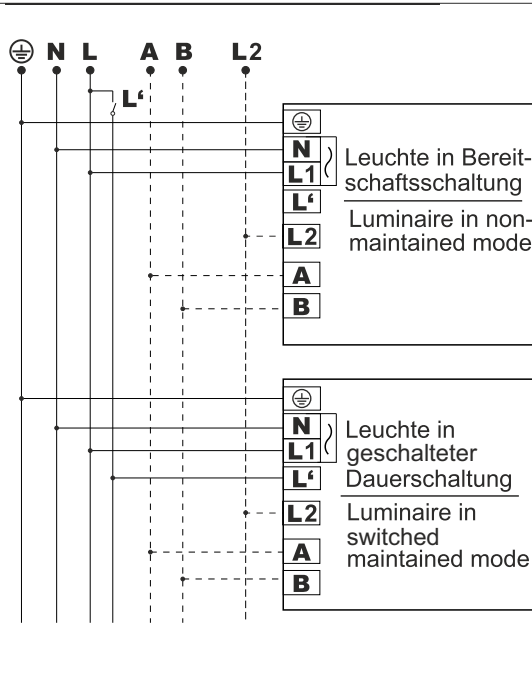 N L A B L2
L‘
N
L1
L‘
L2
A
B
Leuchte in Bereit-
schaftsschaltung
Luminaire in non-
maintained mode
N
L1
L‘
L2
A
B
Leuchte in
geschalteter
Dauerschaltung
Luminaire in
switched
maintained mode